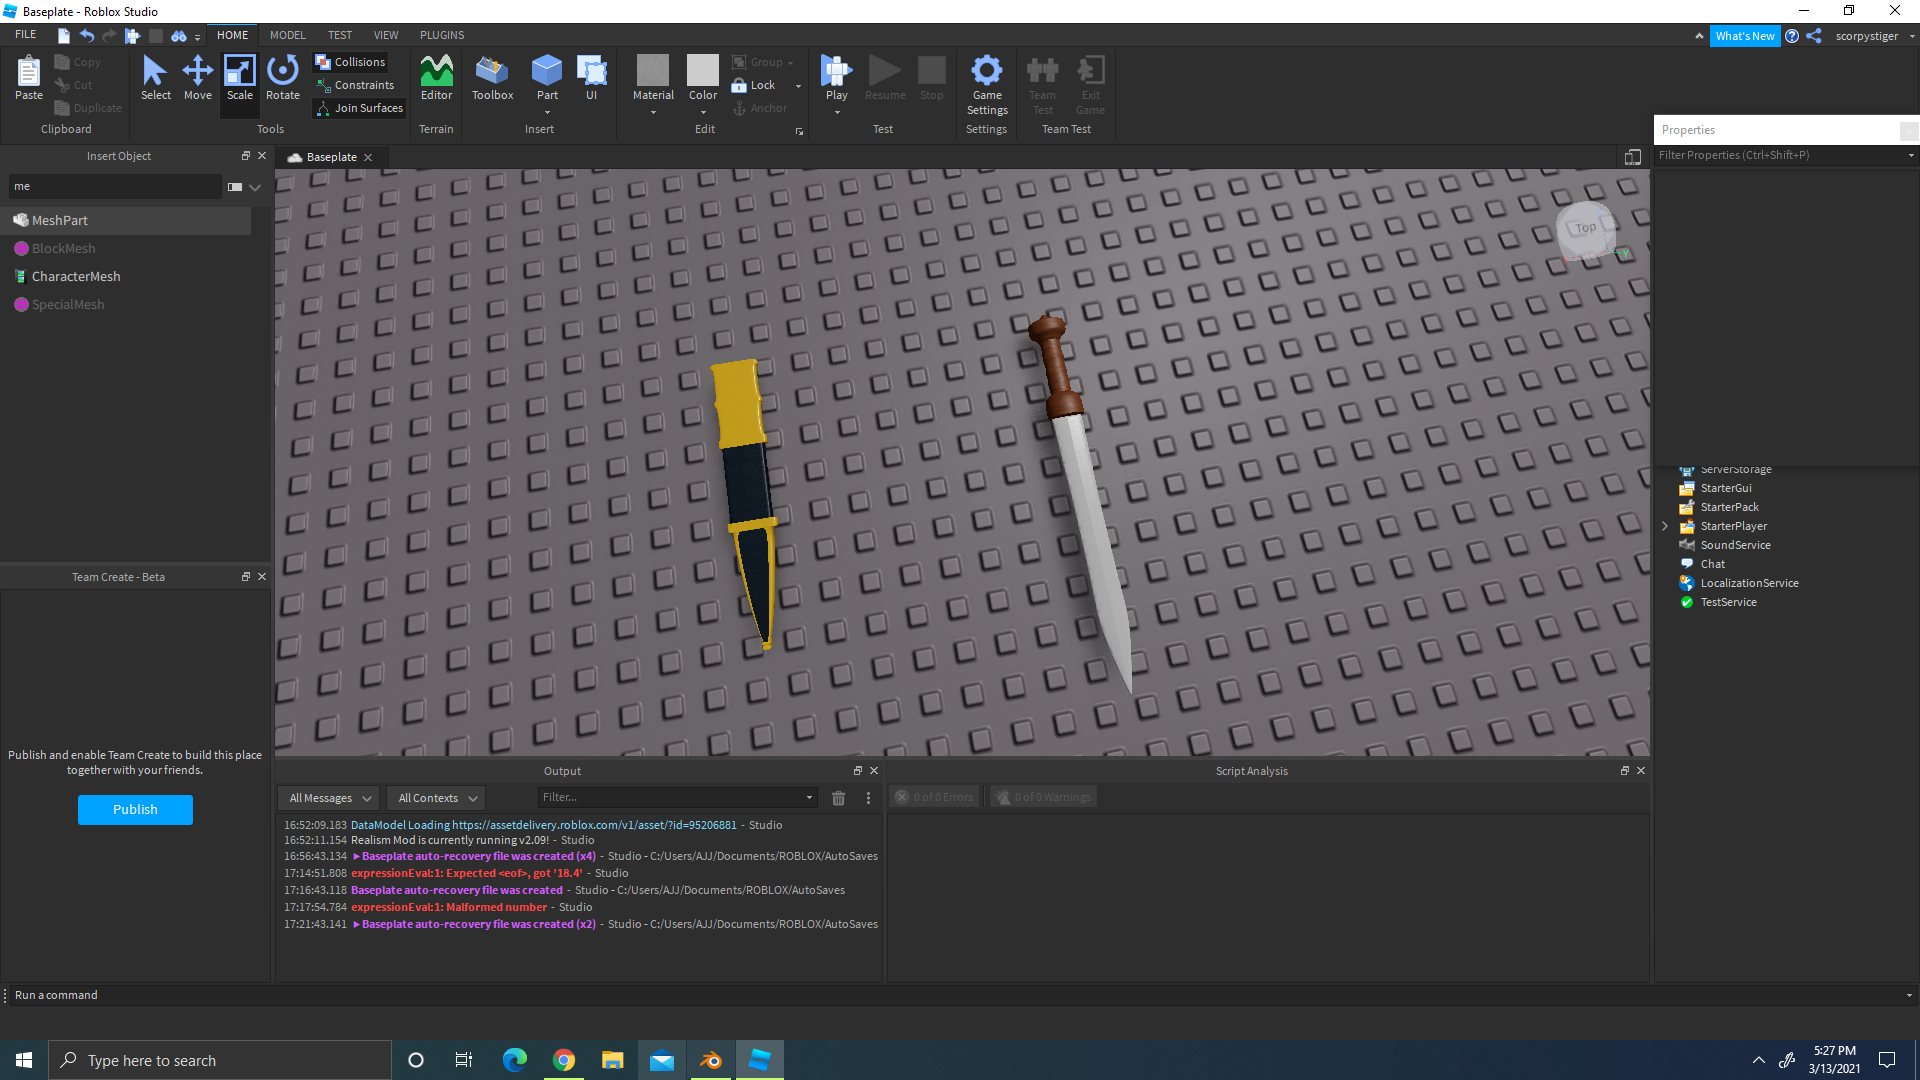 Baseplate - Roblox Studio
FILE
HOME
MODEL
TEST
VIEW
PLUGINS
What's New
scorpystiger
Paste
Copy
Cut
Duplicate
Clipboard
Select
Move
Scale
Rotate
Collisions
Constraints
Join Surfaces
Tools
Editor
Terrain
Toolbox
Part
UI
Insert
Material
Color
Group
Lock
Anchor
Edit
Play
Resume
Stop
Test
Game Settings
Settings
Team Test
Exit Game
Team Test
Insert Object
me
MeshPart
BlockMesh
CharacterMesh
SpecialMesh
Team Create - Beta
Publish and enable Team Create to build this place
together with your friends.
Publish
Baseplate
Top
Properties
Filter Properties (Ctrl+Shift+P)
ServerStorage
StarterGui
StarterPack
StarterPlayer
SoundService
Chat
LocalizationService
TestService
Output
All Messages
All Contexts
Filter...
16:52:09.183 DataModel Loading https://assetdelivery.roblox.com/v1/asset/?id=95206881 - Studio
16:52:11.154 Realism Mod is currently running v2.09! - Studio
16:56:43.134 ▶ Baseplate auto-recovery file was created (x4) - Studio - C:/Users/AJJ/Documents/ROBLOX/AutoSaves
17:14:51.808 expressionEval:1: Expected <eof>, got '18.4' - Studio
17:16:43.118 Baseplate auto-recovery file was created - Studio - C:/Users/AJJ/Documents/ROBLOX/AutoSaves
17:17:54.784 expressionEval:1: Malformed number - Studio
17:21:43.141 ▶ Baseplate auto-recovery file was created (x2) - Studio - C:/Users/AJJ/Documents/ROBLOX/AutoSaves
Script Analysis
0 of 0 Errors
0 of 0 Warnings
Run a command
Type here to search
5:27 PM
3/13/2021